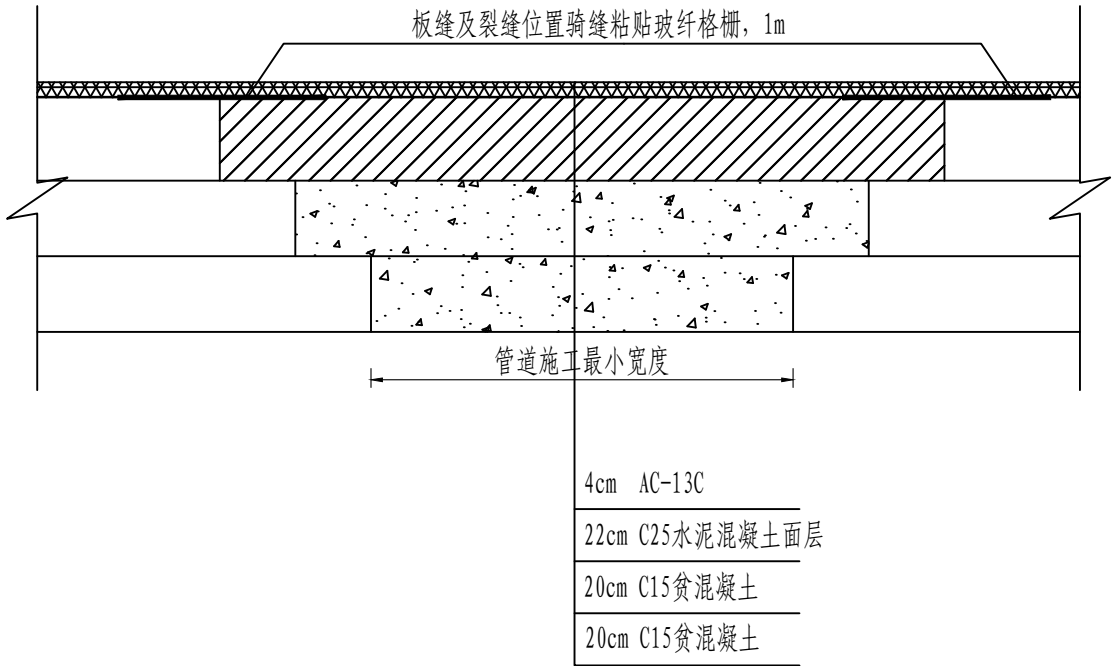 板缝及裂缝位置骑缝粘贴玻纤格栅, 1m
管道施工最小宽度
4cm AC-13C
22cm C25水泥混凝土面层
20cm C15贫混凝土
20cm C15贫混凝土